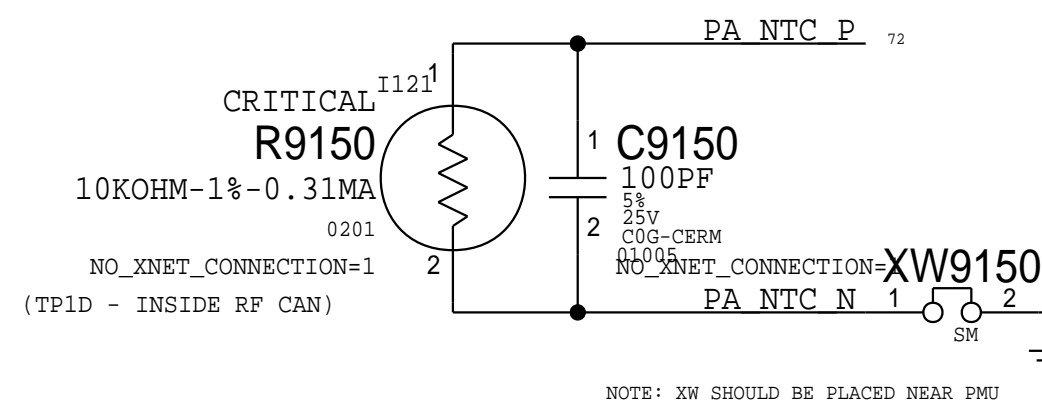 PA_NTC_P 72
1
I121
CRITICAL
R9150
10KOHM-1%-0.31MA
0201
2
NO_XNET_CONNECTION=1
(TP1D - INSIDE RF CAN)
1
C9150
100PF
5%
25V
C0G-CERM
01005
2
NO_XNET_CONNECTION=1
XW9150
PA_NTC_N
1
2
SM
NOTE: XW SHOULD BE PLACED NEAR PMU